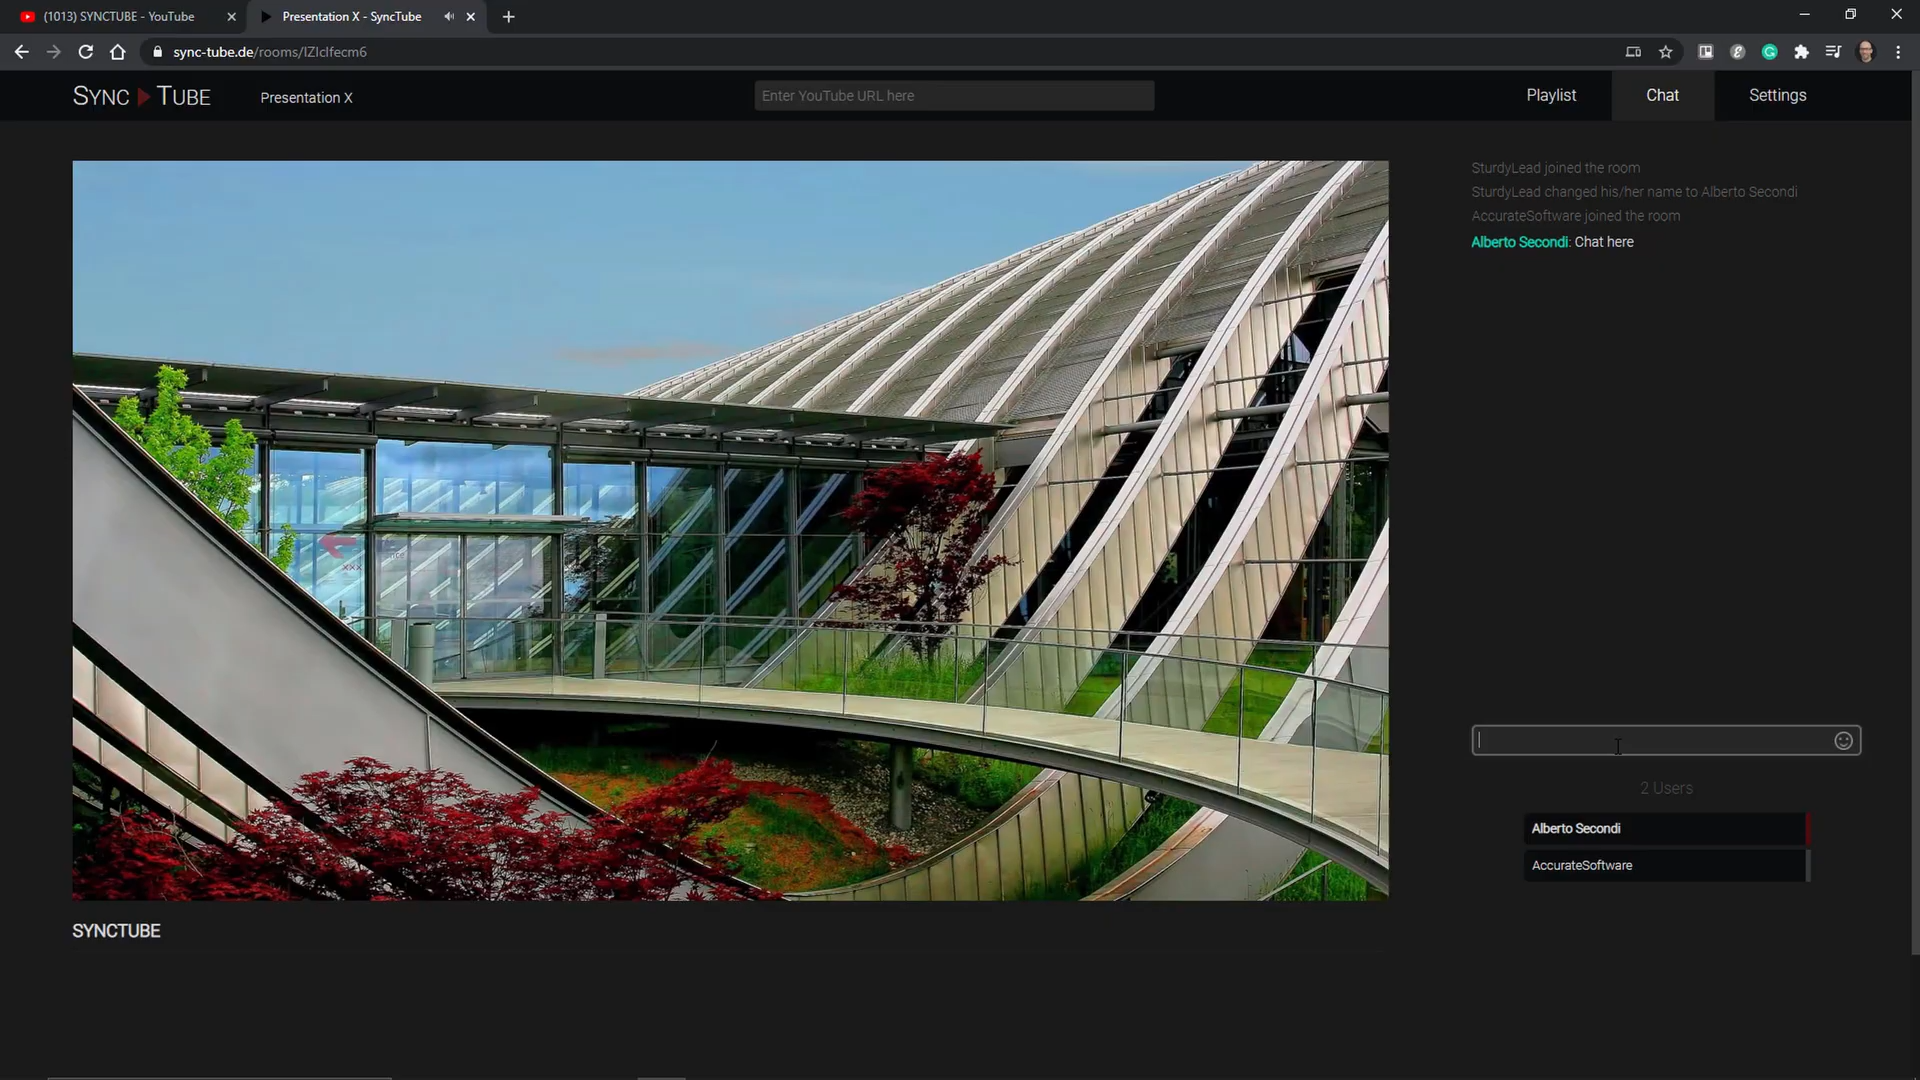 (1013) SYNCTUBE - YouTube
Presentation X - SyncTube
sync-tube.de/rooms/IZIclfecm6
SYNC TUBE
Presentation X
Enter YouTube URL here
Playlist
Chat
Settings
SturdyLead joined the room
SturdyLead changed his/her name to Alberto Secondi
AccurateSoftware joined the room
Alberto Secondi: Chat here
xxx
2 Users
Alberto Secondi
AccurateSoftware
SYNCTUBE